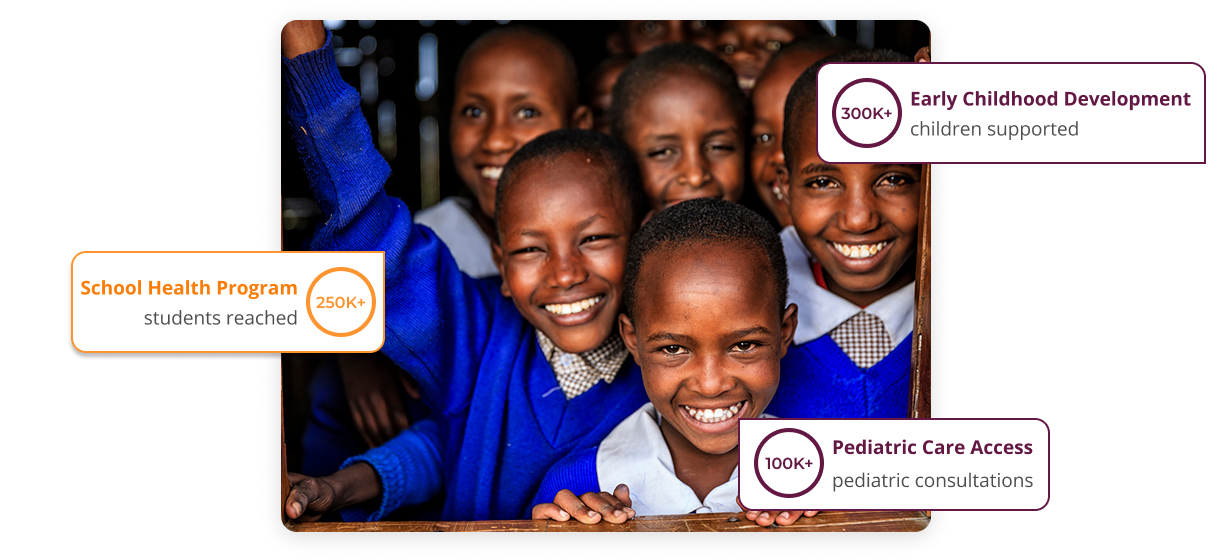 300K+
Early Childhood Development
children supported
School Health Program
students reached
250K+
100K+
Pediatric Care Access
pediatric consultations